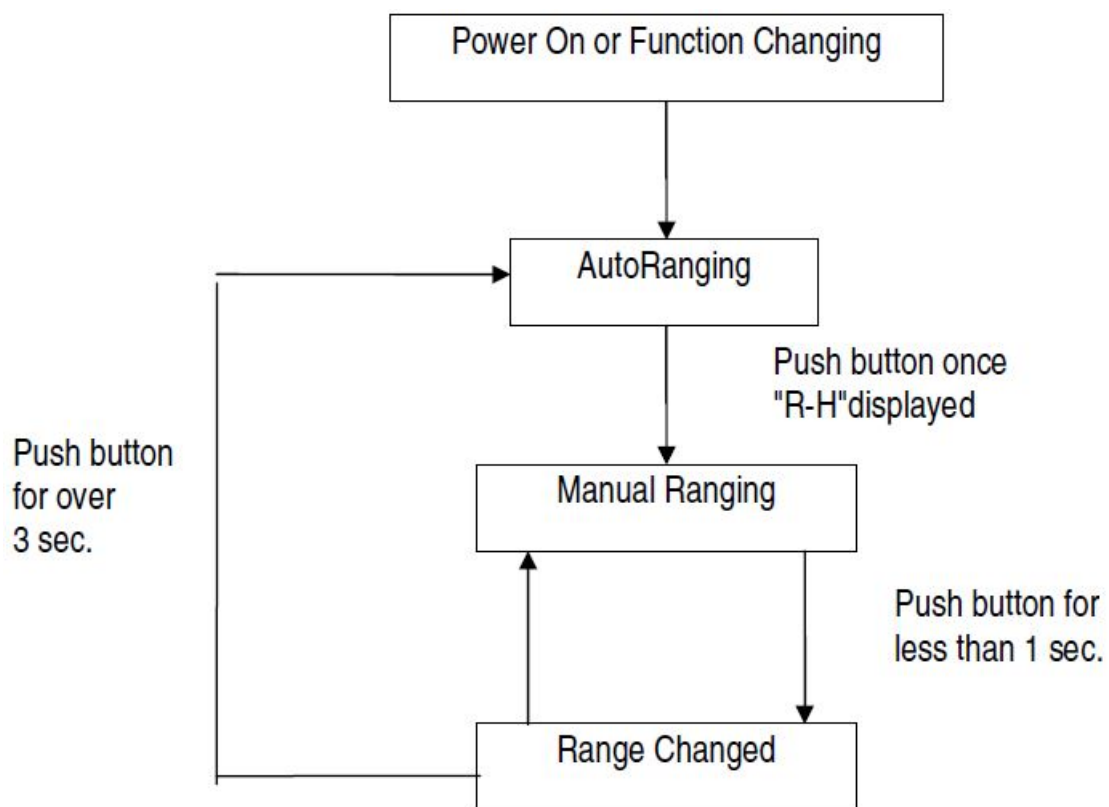 Power On or Function Changing
AutoRanging
Push button once
"R-H"displayed
Push button
for over
3 sec.
Manual Ranging
Push button for
less than 1 sec.
Range Changed